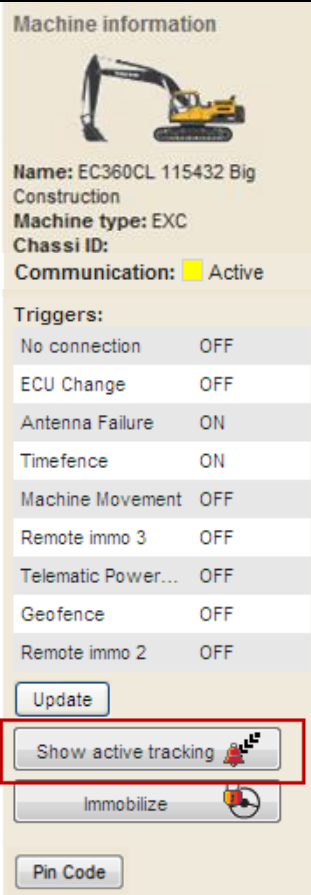 Machine information
Name: EC360CL 115432 Big
Construction
Machine type: EXC
Chassi ID:
Communication: Active
Triggers:
No connection OFF
ECU Change OFF
Antenna Failure ON
Timefence ON
Machine Movement OFF
Remote immo 3 OFF
Telematic Power... OFF
Geofence OFF
Remote immo 2 OFF
Update
Show active tracking
Immobilize
Pin Code